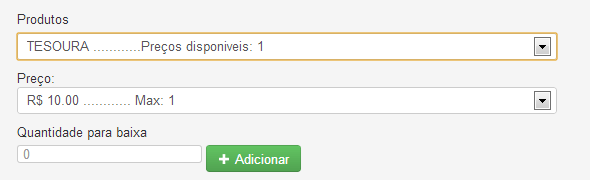 Produtos
TESOURA ............Preços disponiveis: 1
Preço:
R$ 10.00 ............ Max: 1
Quantidade para baixa
0
+ Adicionar